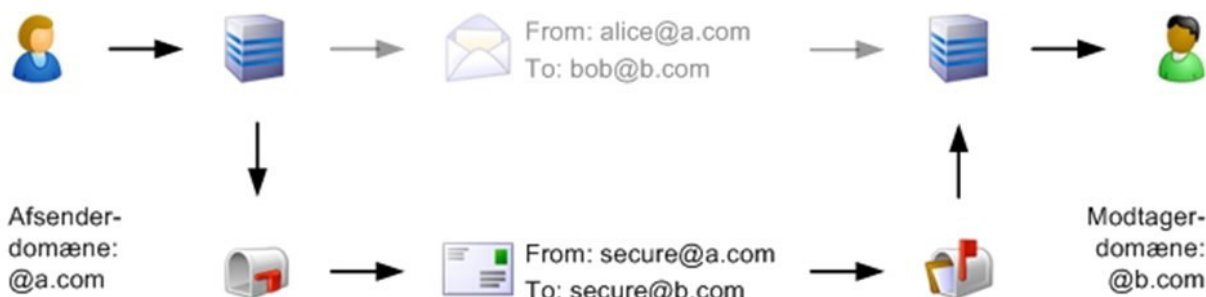 From: alice@a.com
To: bob@b.com
Afsender-
domæne:
@a.com
From: secure@a.com
To: secure@b.com
Modtager-
domæne:
@b.com